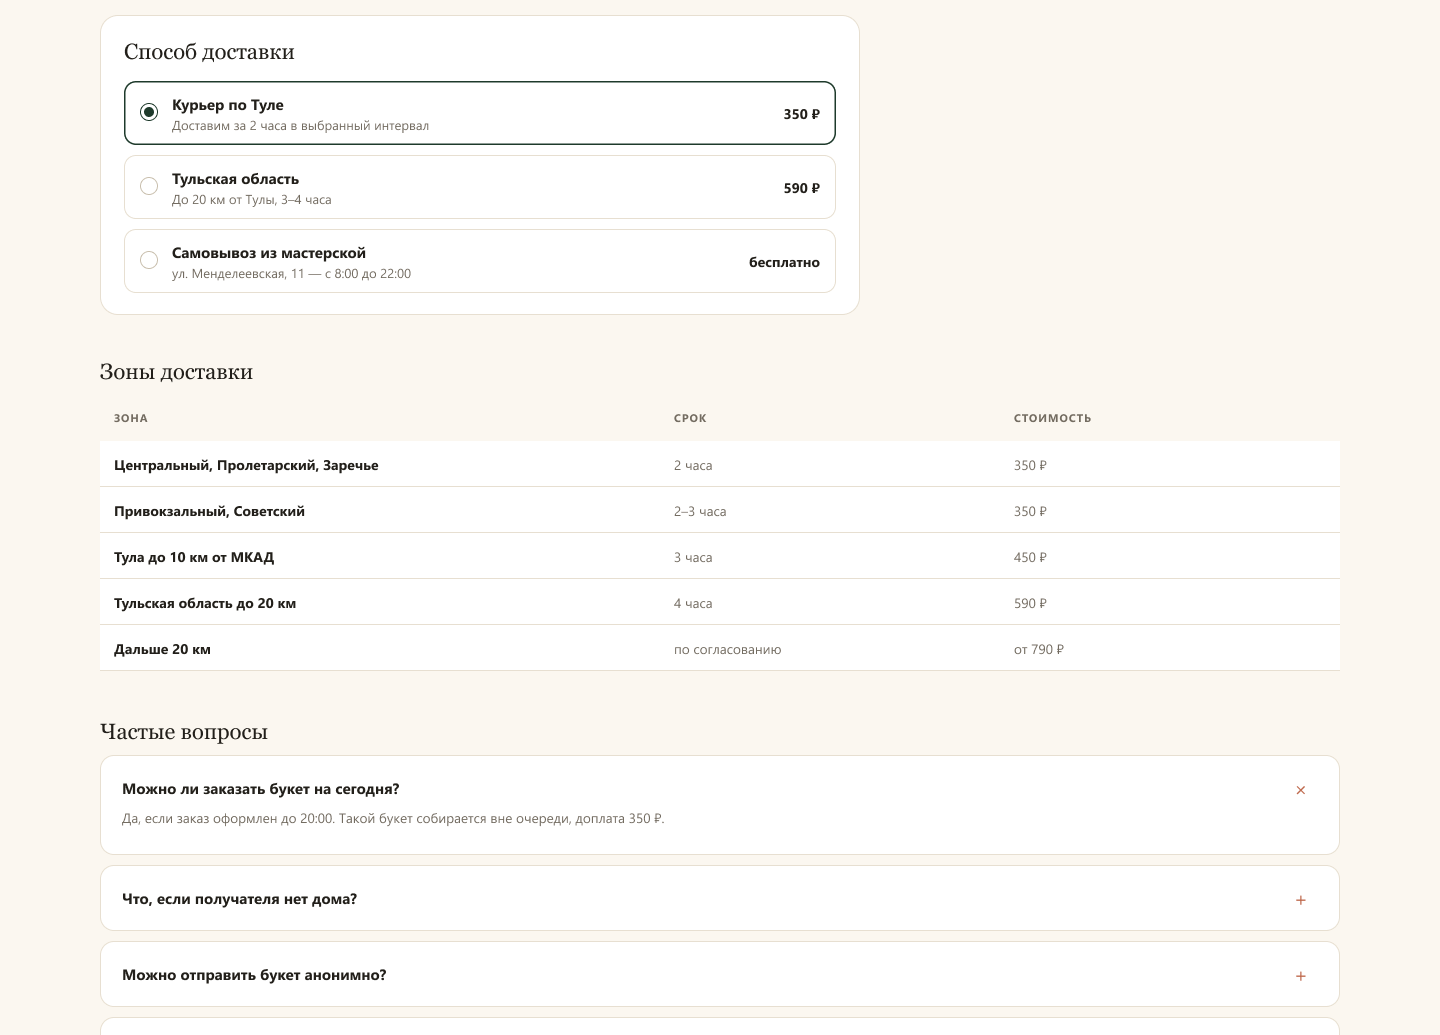 Способ доставки
Курьер по Туле
Доставим за 2 часа в выбранный интервал
350 ₽
Тульская область
До 20 км от Тулы, 3–4 часа
590 ₽
Самовывоз из мастерской
ул. Менделеевская, 11 — с 8:00 до 22:00
бесплатно
Зоны доставки
ЗОНА СРОК СТОИМОСТЬ
Центральный, Пролетарский, Заречье 2 часа 350 ₽
Привокзальный, Советский 2–3 часа 350 ₽
Тула до 10 км от МКАД 3 часа 450 ₽
Тульская область до 20 км 4 часа 590 ₽
Дальше 20 км по согласованию от 790 ₽
Частые вопросы
Можно ли заказать букет на сегодня?
Да, если заказ оформлен до 20:00. Такой букет собирается вне очереди, доплата 350 ₽.
Что, если получателя нет дома?
Можно отправить букет анонимно?